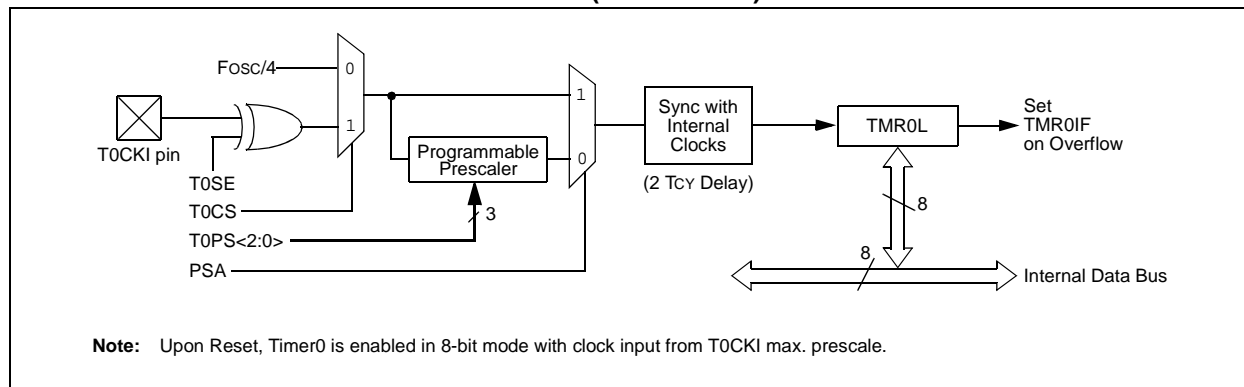 FOSC/4
0
1
T0CKI pin
T0SE
T0CS
T0PS<2:0>
PSA
Programmable
Prescaler
3
1
0
Sync with
Internal
Clocks
(2 TCY Delay)
TMR0L
Set
TMR0IF
on Overflow
8
8
Internal Data Bus
Note: Upon Reset, Timer0 is enabled in 8-bit mode with clock input from T0CKI max. prescale.